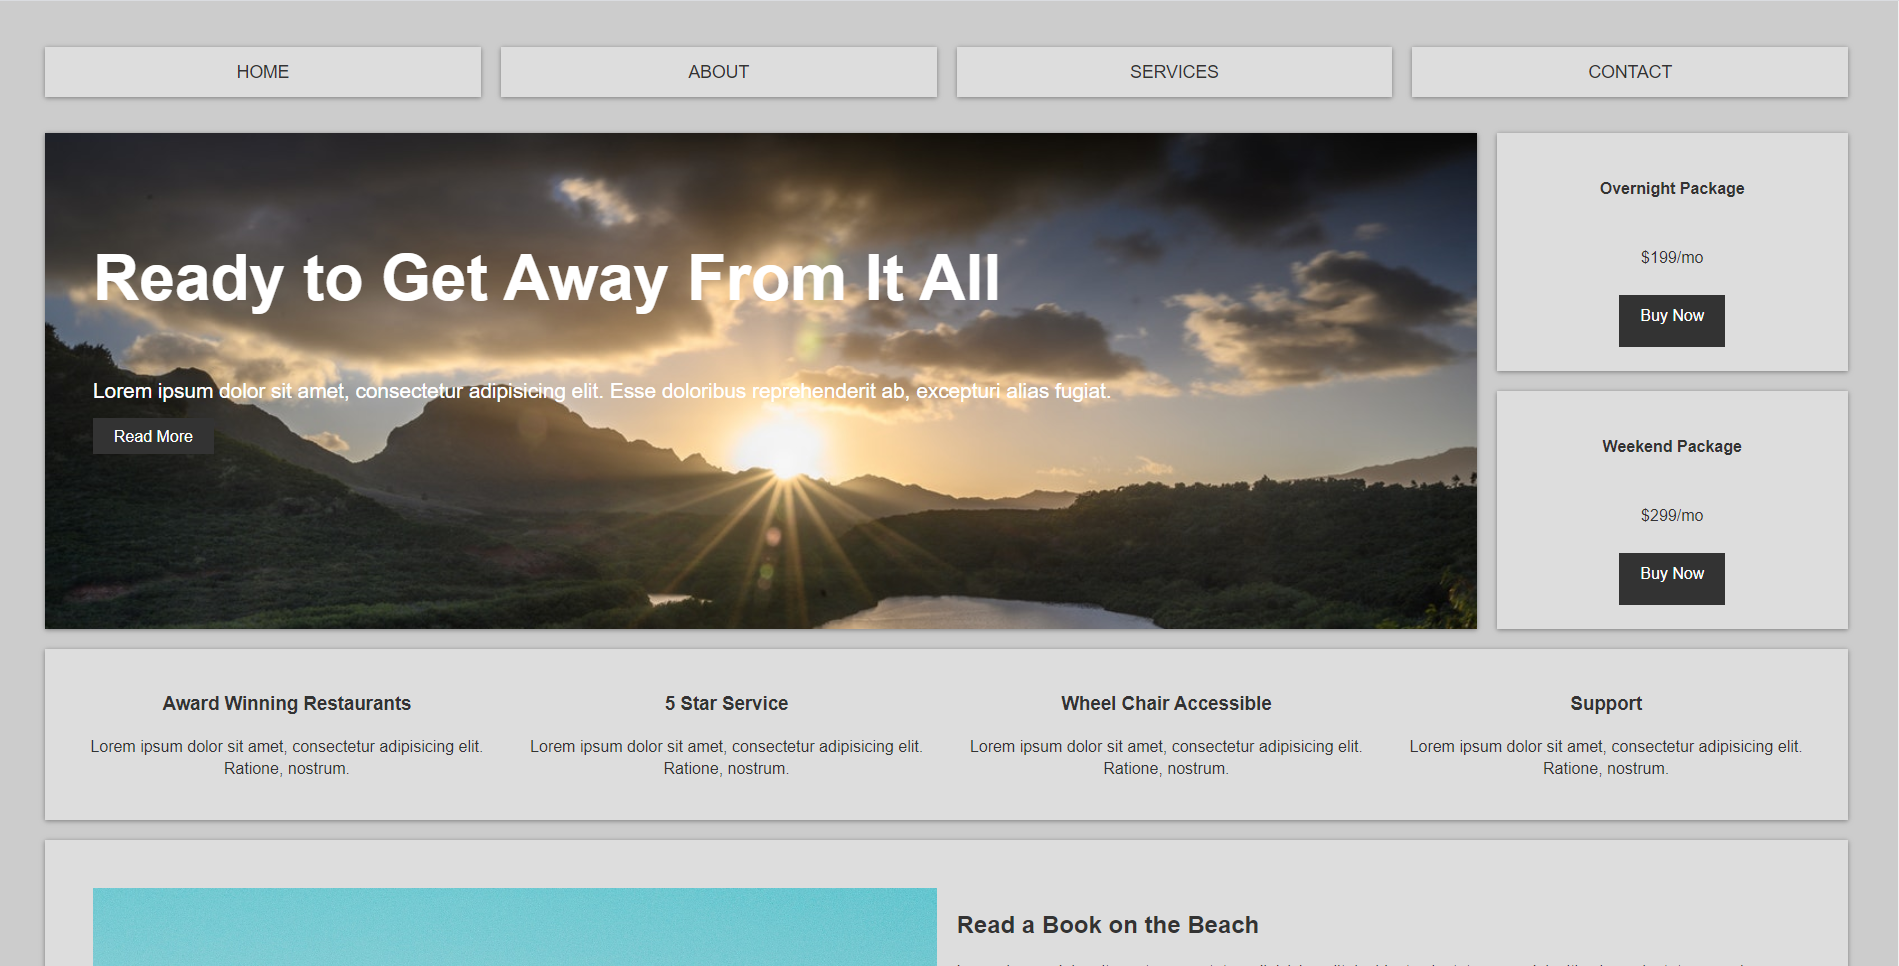 HOME
ABOUT
SERVICES
CONTACT
Ready to Get Away From It All
Lorem ipsum dolor sit amet, consectetur adipisicing elit. Esse doloribus reprehenderit ab, excepturi alias fugiat.
Read More
Overnight Package
$199/mo
Buy Now
Weekend Package
$299/mo
Buy Now
Award Winning Restaurants
Lorem ipsum dolor sit amet, consectetur adipisicing elit.
Ratione, nostrum.
5 Star Service
Lorem ipsum dolor sit amet, consectetur adipisicing elit.
Ratione, nostrum.
Wheel Chair Accessible
Lorem ipsum dolor sit amet, consectetur adipisicing elit.
Ratione, nostrum.
Support
Lorem ipsum dolor sit amet, consectetur adipisicing elit.
Ratione, nostrum.
Read a Book on the Beach